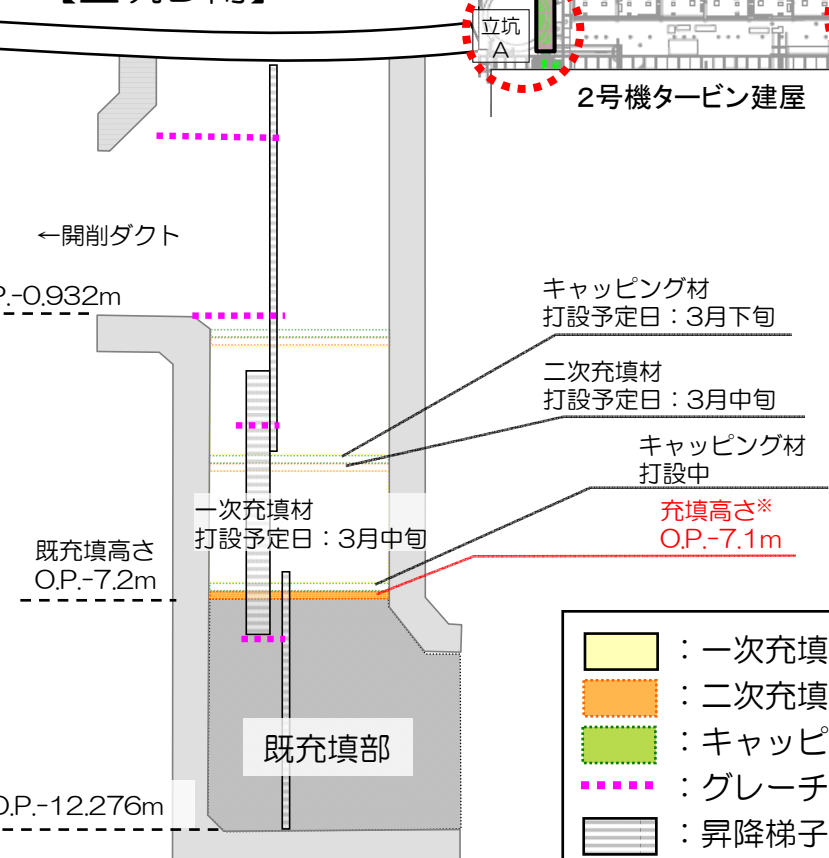 立坑
A
2号機タービン建屋
←開削ダクト
P.-0.932m
キャッピング材
打設予定日：3月下旬
二次充填材
打設予定日：3月中旬
キャッピング材
打設中
一次充填材
打設予定日：3月中旬
充填高さ※
O.P.-7.1m
既充填高さ
O.P.-7.2m
既充填部
O.P.-12.276m
：一次充填
：二次充填
：キャッピ
：グレーチ
：昇降梯子